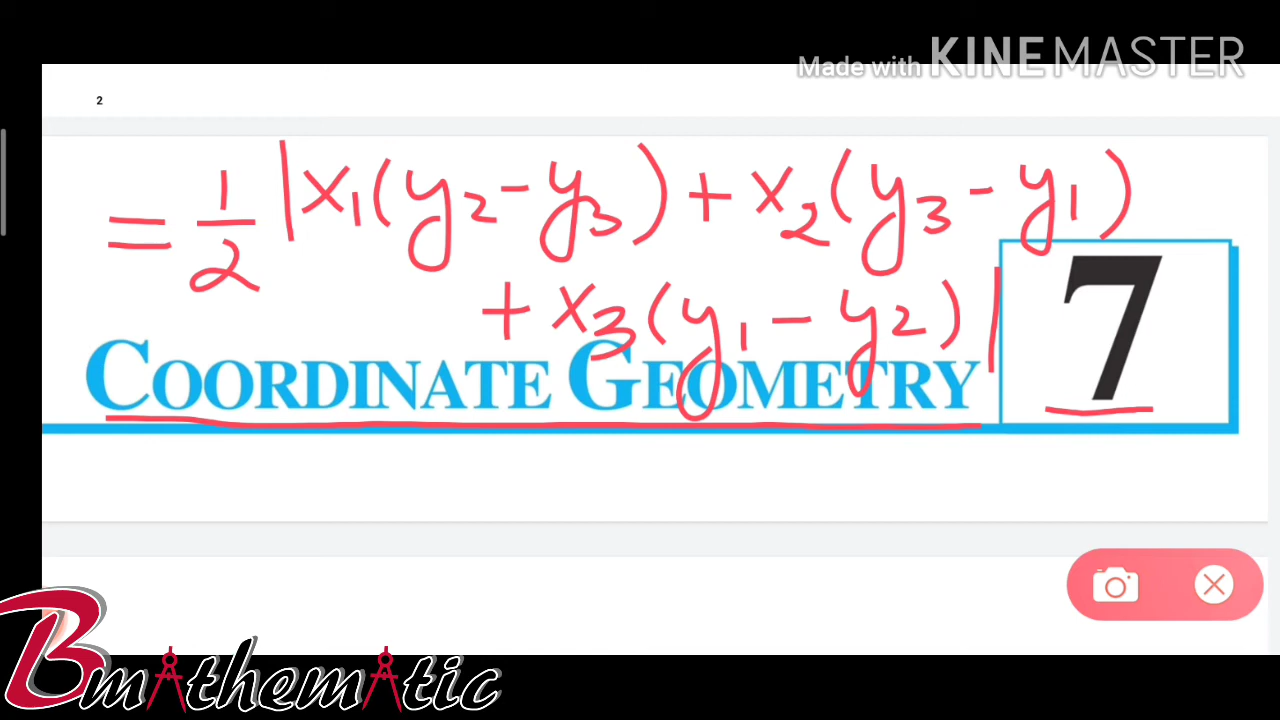 Made with KINEMASTER
2
= 1/2 |x₁(y₂ - y₃) + x₂(y₃ - y₁)
+ x₃(y₁ - y₂)|
COORDINATE GEOMETRY 7
Bmathematic